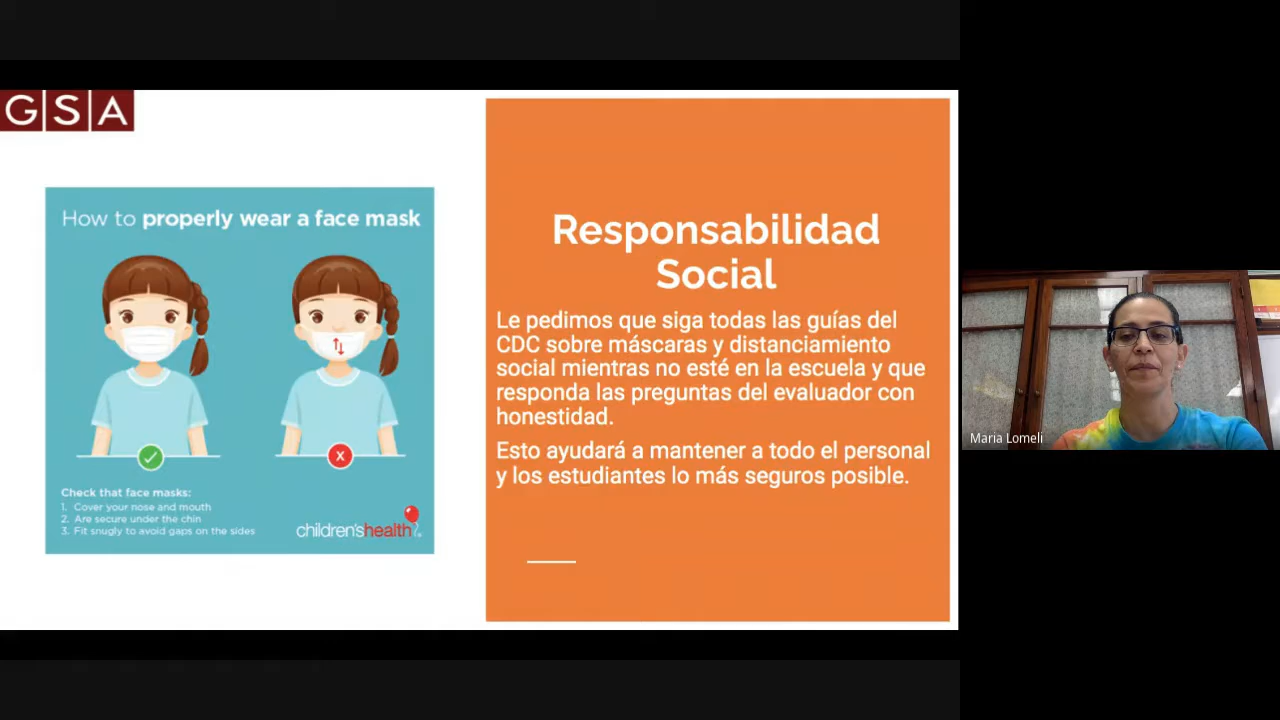 GSA
How to properly wear a face mask
Check that face masks:
1. Cover your nose and mouth
2. Are secure under the chin
3. Fit snugly to avoid gaps on the sides
children'shealth
Responsabilidad
Social
Le pedimos que siga todas las guías del
CDC sobre máscaras y distanciamiento
social mientras no esté en la escuela y que
responda las preguntas del evaluador con
honestidad.
Esto ayudará a mantener a todo el personal
y los estudiantes lo más seguros posible.
Maria Lomeli